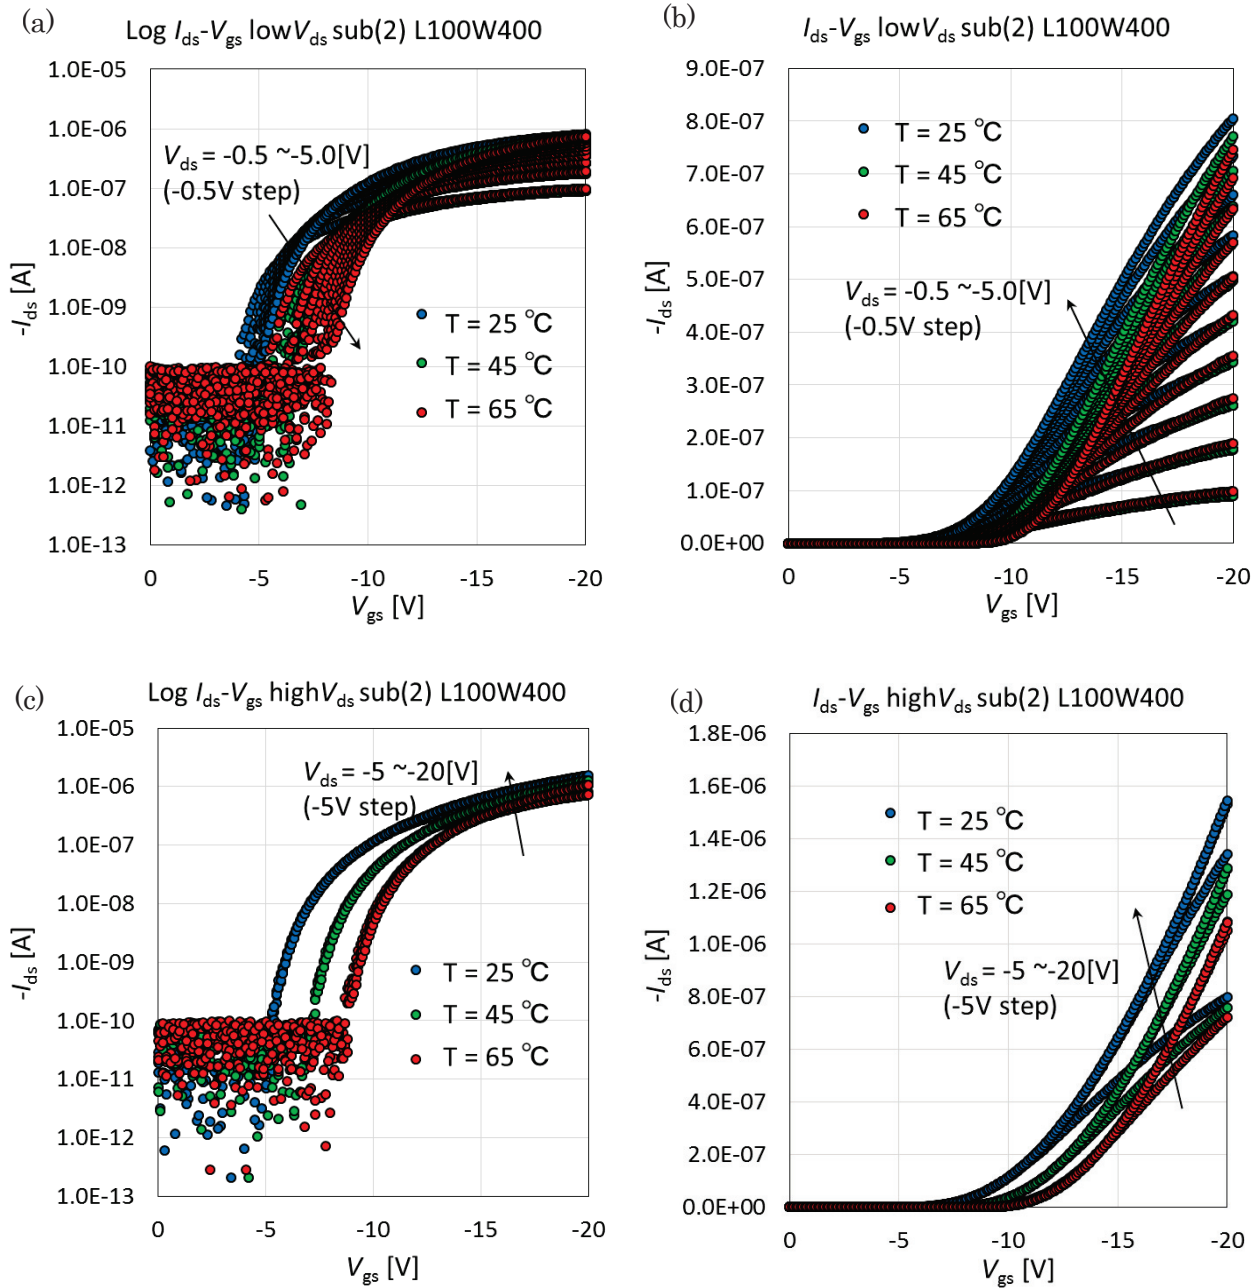 (a)
Log Ids-Vgs lowVds sub(2) L100W400
1.0E-05
1.0E-06
1.0E-07
1.0E-08
1.0E-09
1.0E-10
1.0E-11
1.0E-12
1.0E-13
-Ids [A]
Vds = -0.5 ~-5.0[V]
(-0.5V step)
T = 25 ℃
T = 45 ℃
T = 65 ℃
0 -5 -10 -15 -20
Vgs [V]
(b)
Ids-Vgs lowVds sub(2) L100W400
9.0E-07
8.0E-07
7.0E-07
6.0E-07
5.0E-07
4.0E-07
3.0E-07
2.0E-07
1.0E-07
0.0E+00
-Ids [A]
T = 25 ℃
T = 45 ℃
T = 65 ℃
Vds = -0.5 ~-5.0[V]
(-0.5V step)
0 -5 -10 -15 -20
Vgs [V]
(c)
Log Ids-Vgs highVds sub(2) L100W400
1.0E-05
1.0E-06
1.0E-07
1.0E-08
1.0E-09
1.0E-10
1.0E-11
1.0E-12
1.0E-13
-Ids [A]
Vds = -5 ~-20[V]
(-5V step)
T = 25 ℃
T = 45 ℃
T = 65 ℃
0 -5 -10 -15 -20
Vgs [V]
(d)
Ids-Vgs highVds sub(2) L100W400
1.8E-06
1.6E-06
1.4E-06
1.2E-06
1.0E-06
8.0E-07
6.0E-07
4.0E-07
2.0E-07
0.0E+00
-Ids [A]
T = 25 ℃
T = 45 ℃
T = 65 ℃
Vds = -5 ~-20[V]
(-5V step)
0 -5 -10 -15 -20
Vgs [V]